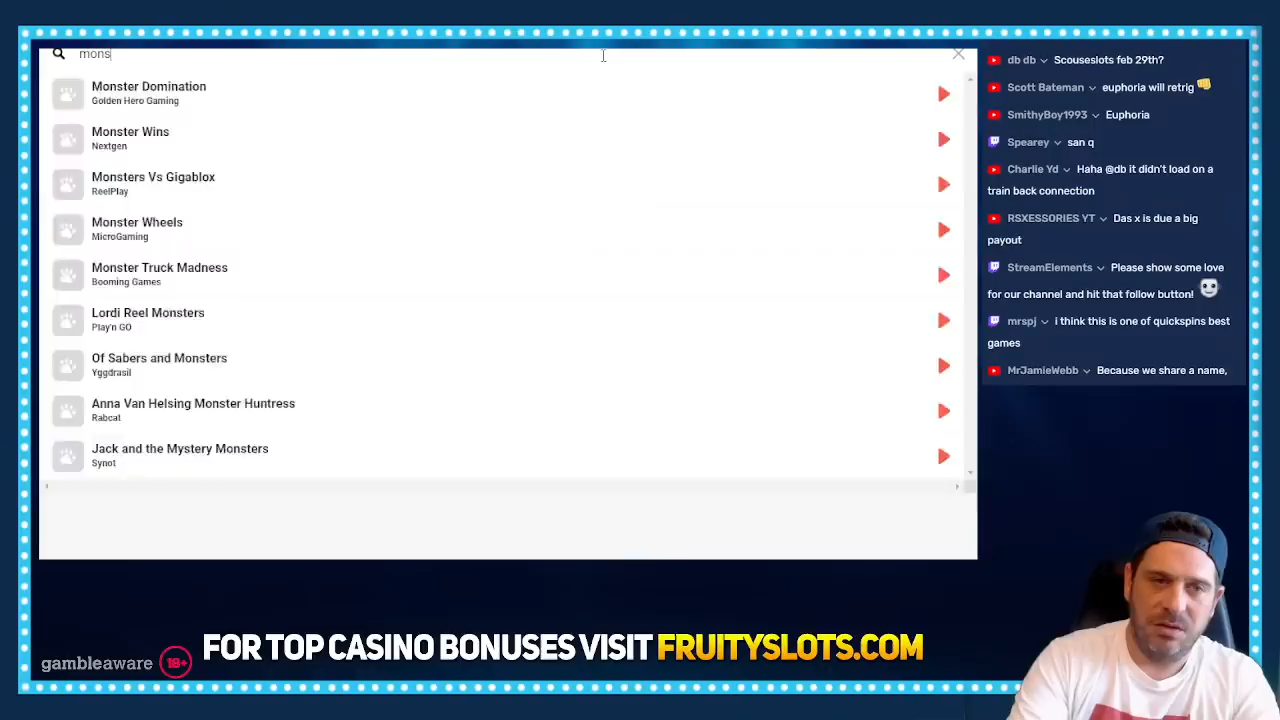 mons
Monster Domination
Golden Hero Gaming
Monster Wins
Nextgen
Monsters Vs Gigablox
ReelPlay
Monster Wheels
MicroGaming
Monster Truck Madness
Booming Games
Lordi Reel Monsters
Play'n GO
Of Sabers and Monsters
Yggdrasil
Anna Van Helsing Monster Huntress
Rabcat
Jack and the Mystery Monsters
Synot
db db Scouseslots feb 29th?
Scott Bateman euphoria will retrig
SmithyBoy1993 Euphoria
Spearey san q
Charlie Yd Haha @db it didn't load on a
train back connection
RSXESSORIES YT Das x is due a big
payout
StreamElements Please show some love
for our channel and hit that follow button!
mrspj i think this is one of quickspins best
games
MrJamieWebb Because we share a name,
gambleaware 18+
FOR TOP CASINO BONUSES VISIT FRUITYSLOTS.COM